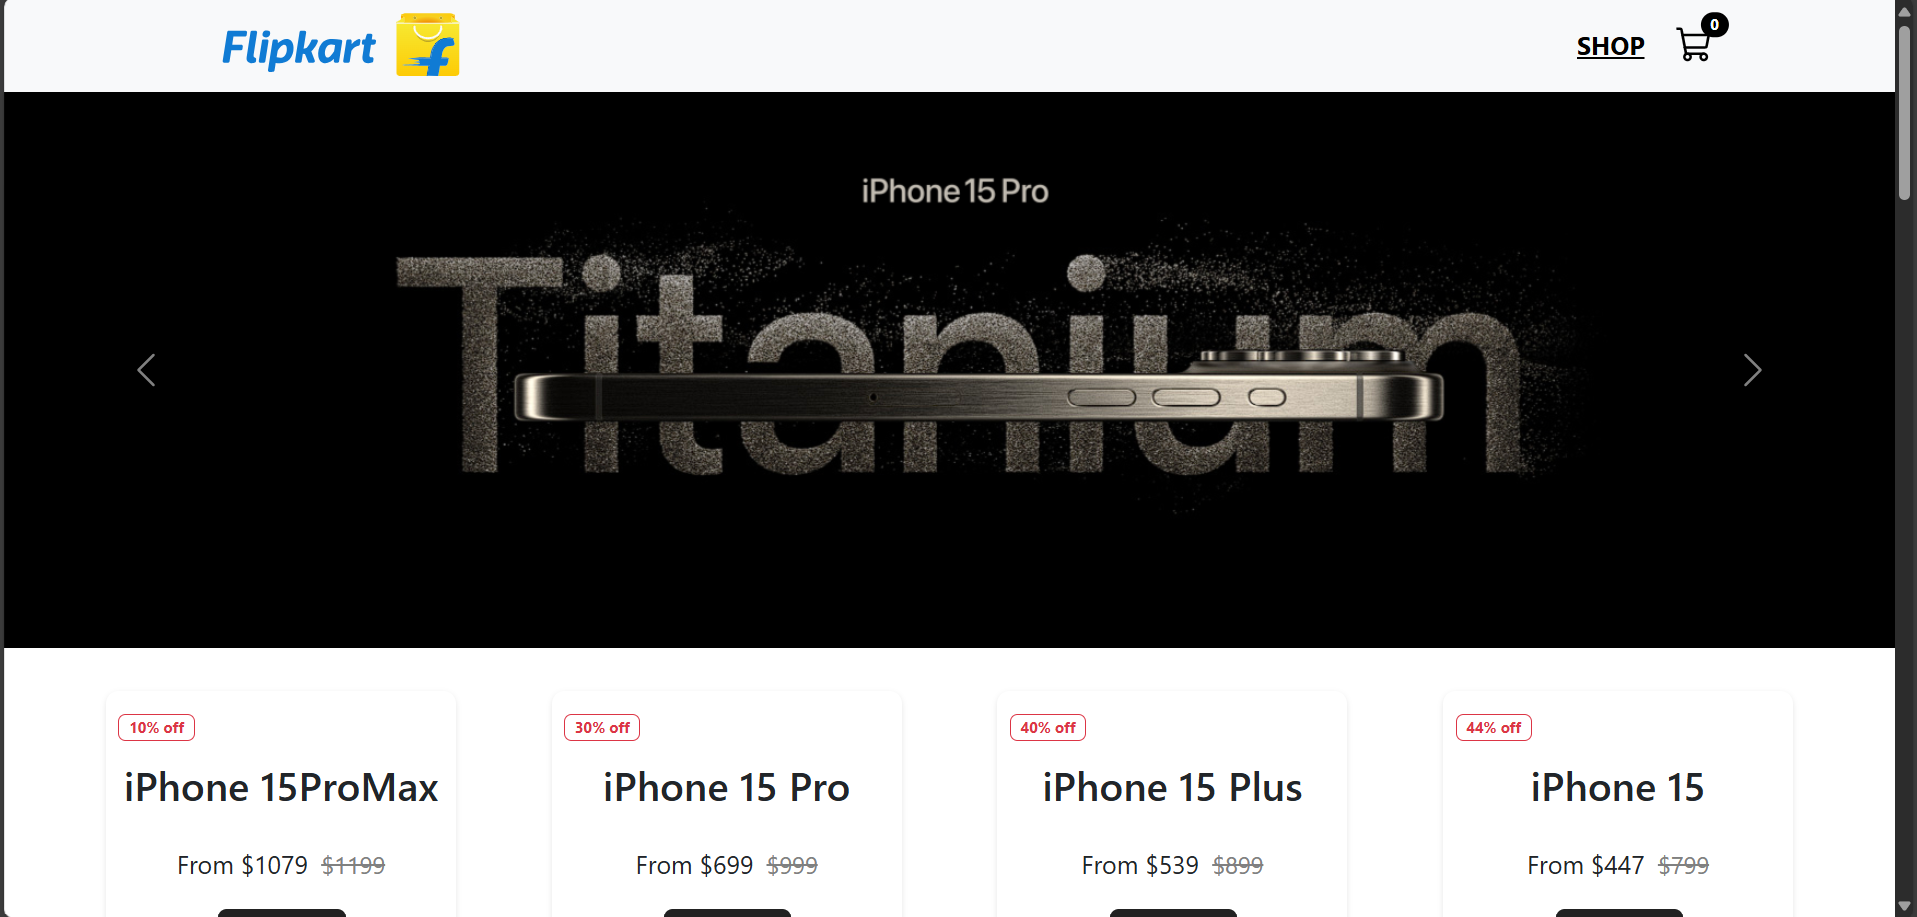 Flipkart
SHOP
0
iPhone 15 Pro
Titanium
10% off
iPhone 15ProMax
From $1079 $1199
30% off
iPhone 15 Pro
From $699 $999
40% off
iPhone 15 Plus
From $539 $899
44% off
iPhone 15
From $447 $799